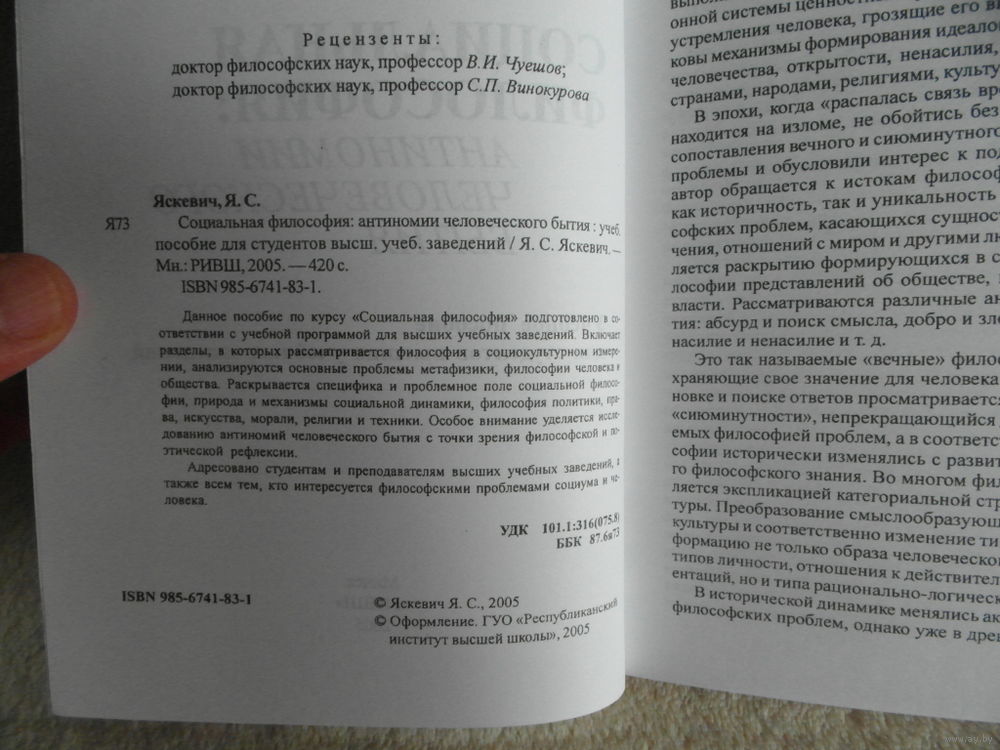 Рецензенты:
доктор философских наук, профессор В.И. Чуешов;
доктор философских наук, профессор С.П. Винокурова
Яскевич, Я. С.
Я73 Социальная философия: антиномии человеческого бытия : учеб.
пособие для студентов высш. учеб. заведений / Я. С. Яскевич. —
Мн.: РИВШ, 2005. — 420 с.
ISBN 985-6741-83-1.
Данное пособие по курсу «Социальная философия» подготовлено в со-
ответствии с учебной программой для высших учебных заведений. Включает
разделы, в которых рассматривается философия в социокультурном измере-
нии, анализируются основные проблемы метафизики, философии человека и
общества. Раскрывается специфика и проблемное поле социальной филосо-
фии, природа и механизмы социальной динамики, философия политики, пра-
ва, искусства, морали, религии и техники. Особое внимание уделяется иссле-
дованию антиномий человеческого бытия с точки зрения философской и по-
этической рефлексии.
Адресовано студентам и преподавателям высших учебных заведений, а
также всем тем, кто интересуется философскими проблемами социума и че-
ловека.
УДК 101.1:316(075.8)
ББК 87.6я73
ISBN 985-6741-83-1
© Яскевич Я. С., 2005
© Оформление. ГУО «Республиканский
институт высшей школы», 2005
онной системы ценностн
устремления человека, грозящие его в
ковы механизмы формирования идеало
человечества, открытости, ненасилия,
странами, народами, религиями, культу
В эпохи, когда «распалась связь вре
находится на изломе, не обойтись без
сопоставления вечного и сиюминутного
проблемы и обусловили интерес к под
автор обращается к истокам философ
как историчность, так и уникальность
софских проблем, касающихся сущнос
чения, отношений с миром и другими лю
ляется раскрытию формирующихся в с
лософии представлений об обществе,
власти. Рассматриваются различные ан
тия: абсурд и поиск смысла, добро и зло
насилие и ненасилие и т. д.
Это так называемые «вечные» филос
храняющие свое значение для человека
новке и поиске ответов просматривается
«сиюминутности», непрекращающийся д
емых философией проблем, а в соответс
софии исторически изменялись с развит
го философского знания. Во многом фил
ляется экспликацией категориальной стр
туры. Преобразование смыслообразующ
культуры и соответственно изменение ти
формацию не только образа человеческо
типов личности, отношения к действител
ентаций, но и типа рационально-логическ
В исторической динамике менялись ак
философских проблем, однако уже в древ
www.ay.by